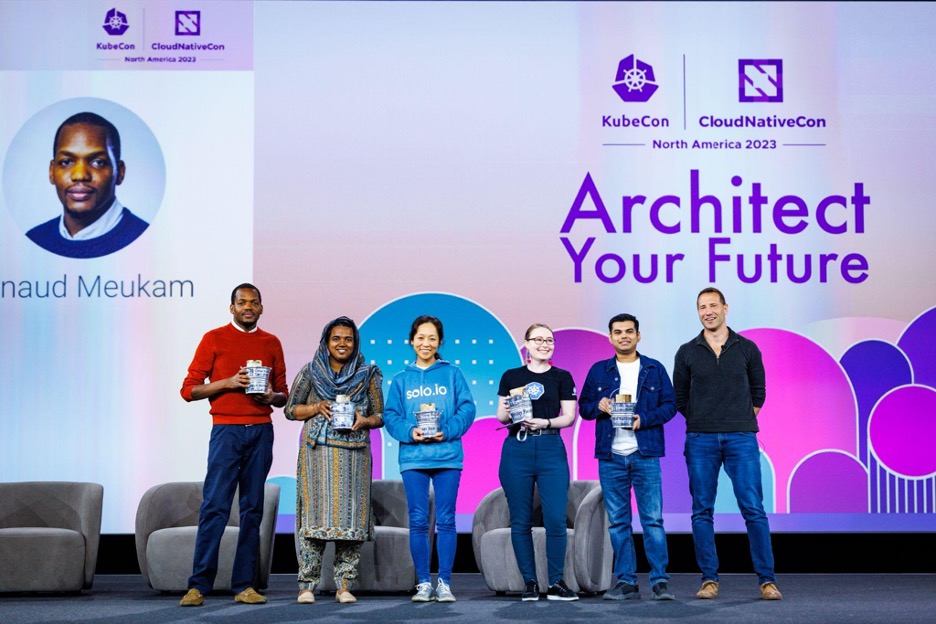 KubeCon
CloudNativeCon
North America 2023
naud Meukam
KubeCon
CloudNativeCon
North America 2023
Architect
Your Future
solo.io